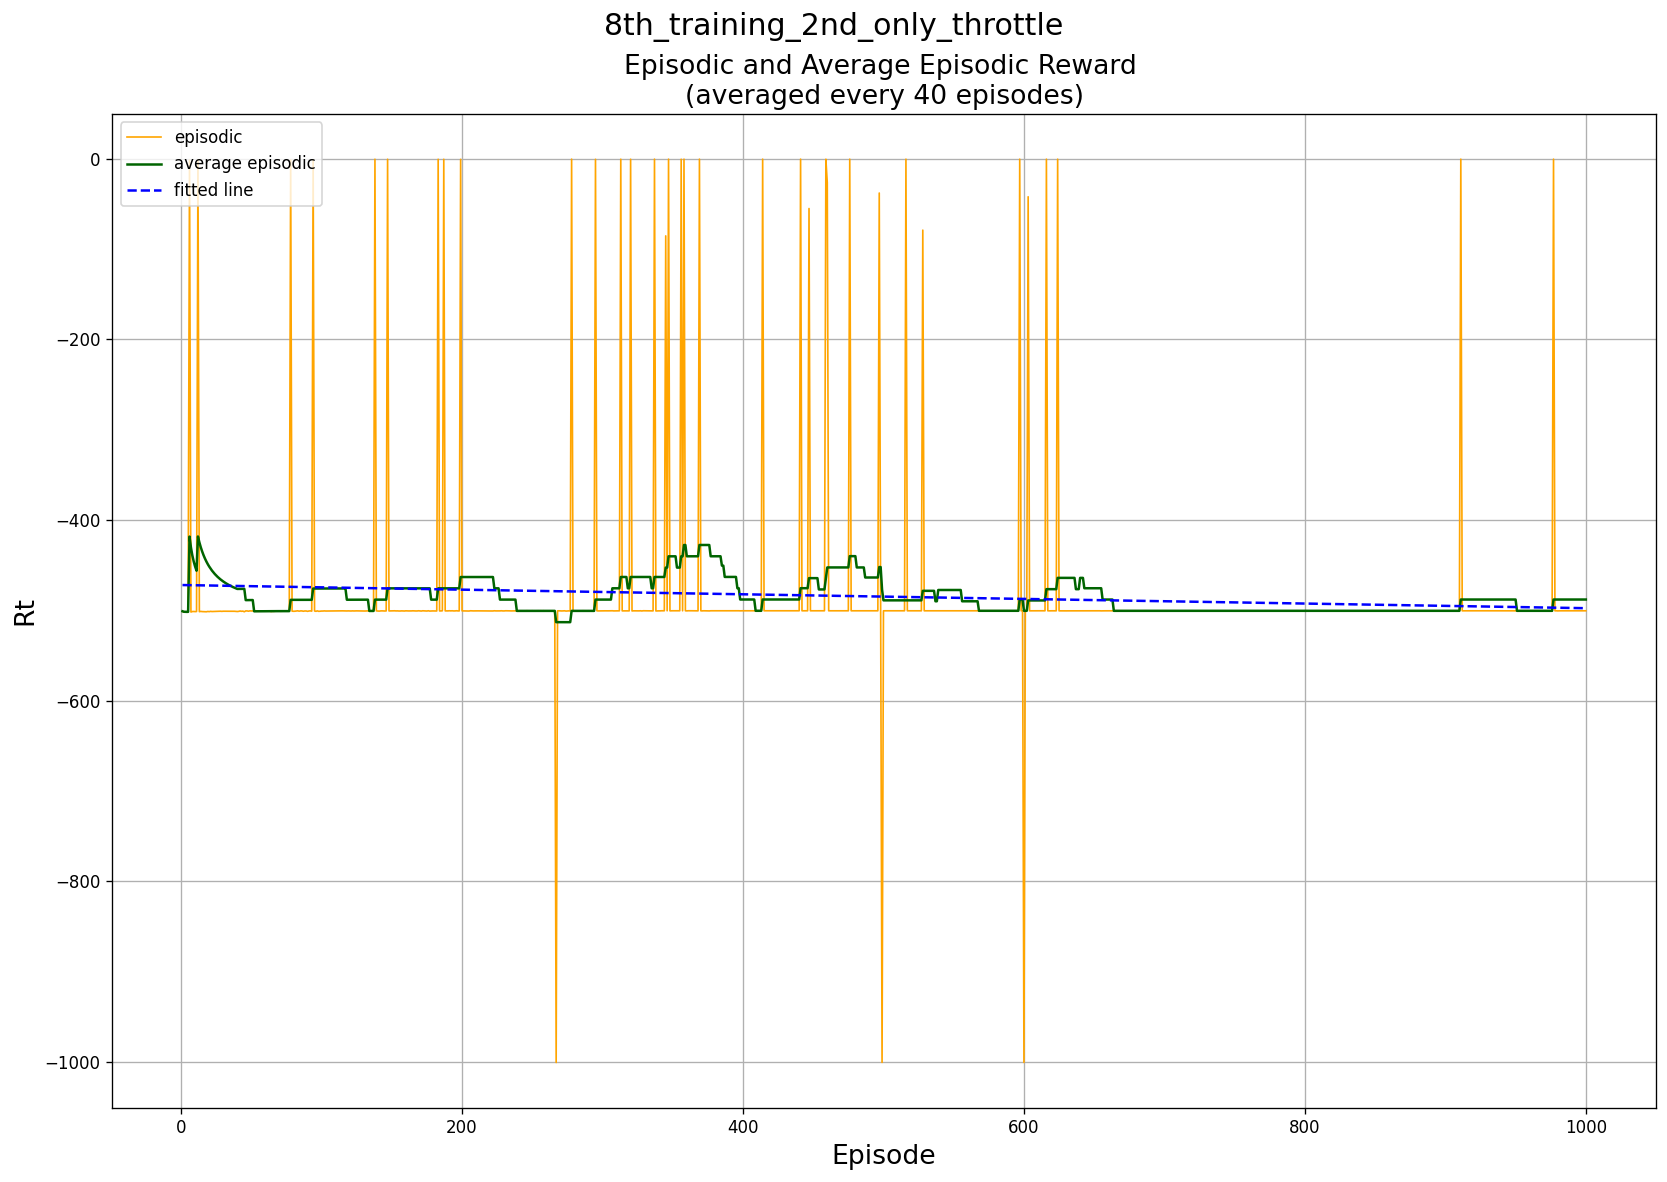 8th_training_2nd_only_throttle
Episodic and Average Episodic Reward
(averaged every 40 episodes)
episodic
average episodic
fitted line
0
−200
−400
−600
−800
−1000
Rt
0
200
400
600
800
1000
Episode